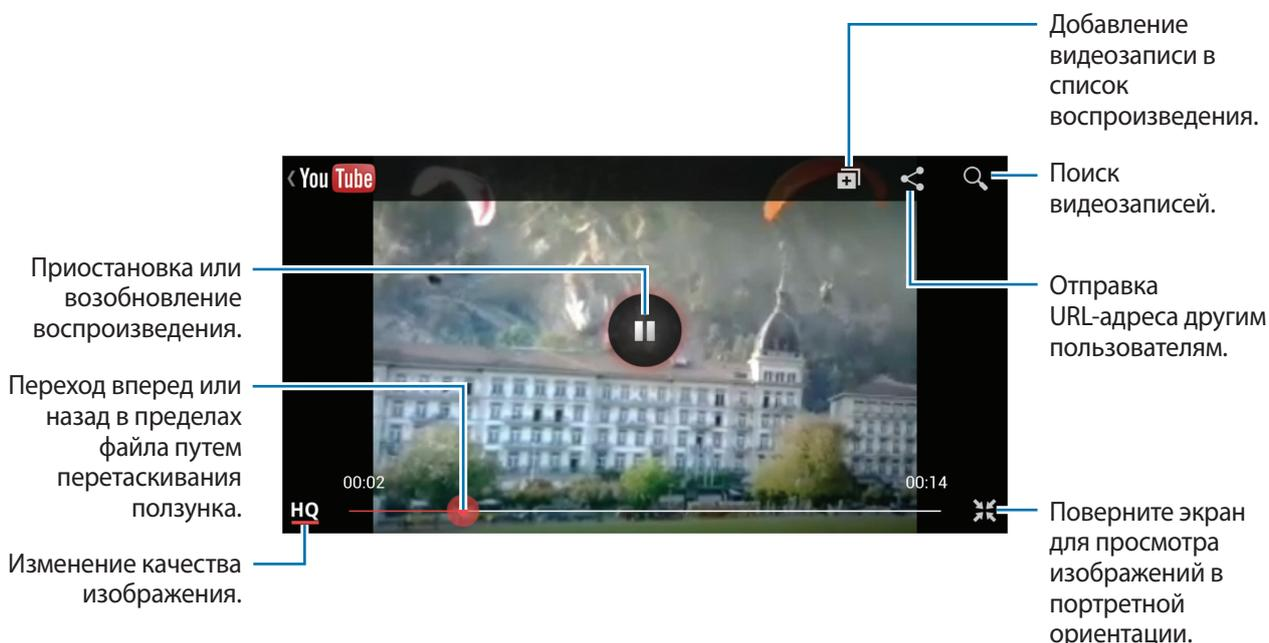 Добавление
видеозаписи в
список
воспроизведения.
You Tube
Поиск
видеозаписей.
Приостановка или
возобновление
воспроизведения.
Отправка
URL-адреса другим
пользователям.
Переход вперед или
назад в пределах
файла путем
перетаскивания
ползунка.
00:02
00:14
HQ
Поверните экран
для просмотра
изображений в
портретной
ориентации.
Изменение качества
изображения.